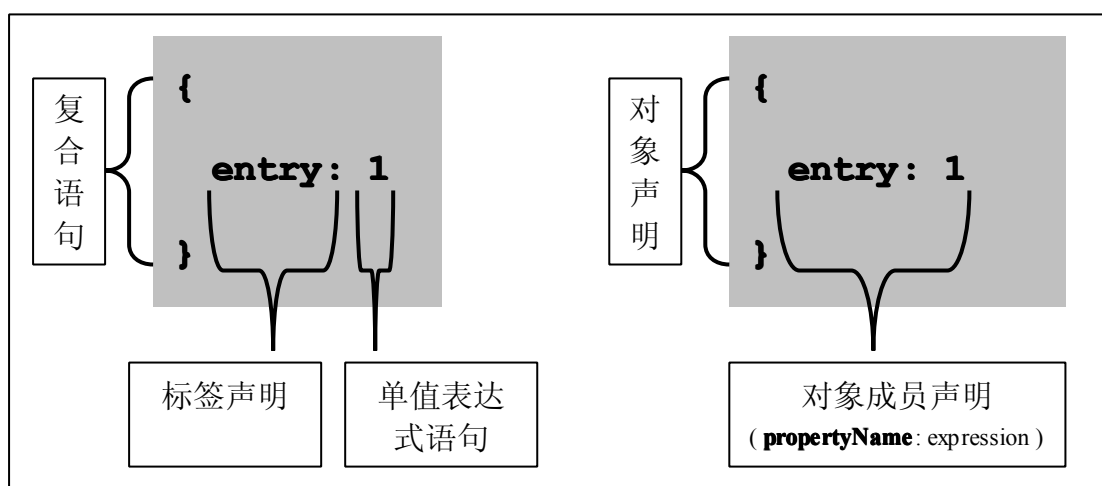 复
合
语
句
{
entry: 1
}
标签声明
单值表达
式语句
对
象
声
明
{
entry: 1
}
对象成员声明
( propertyName: expression )